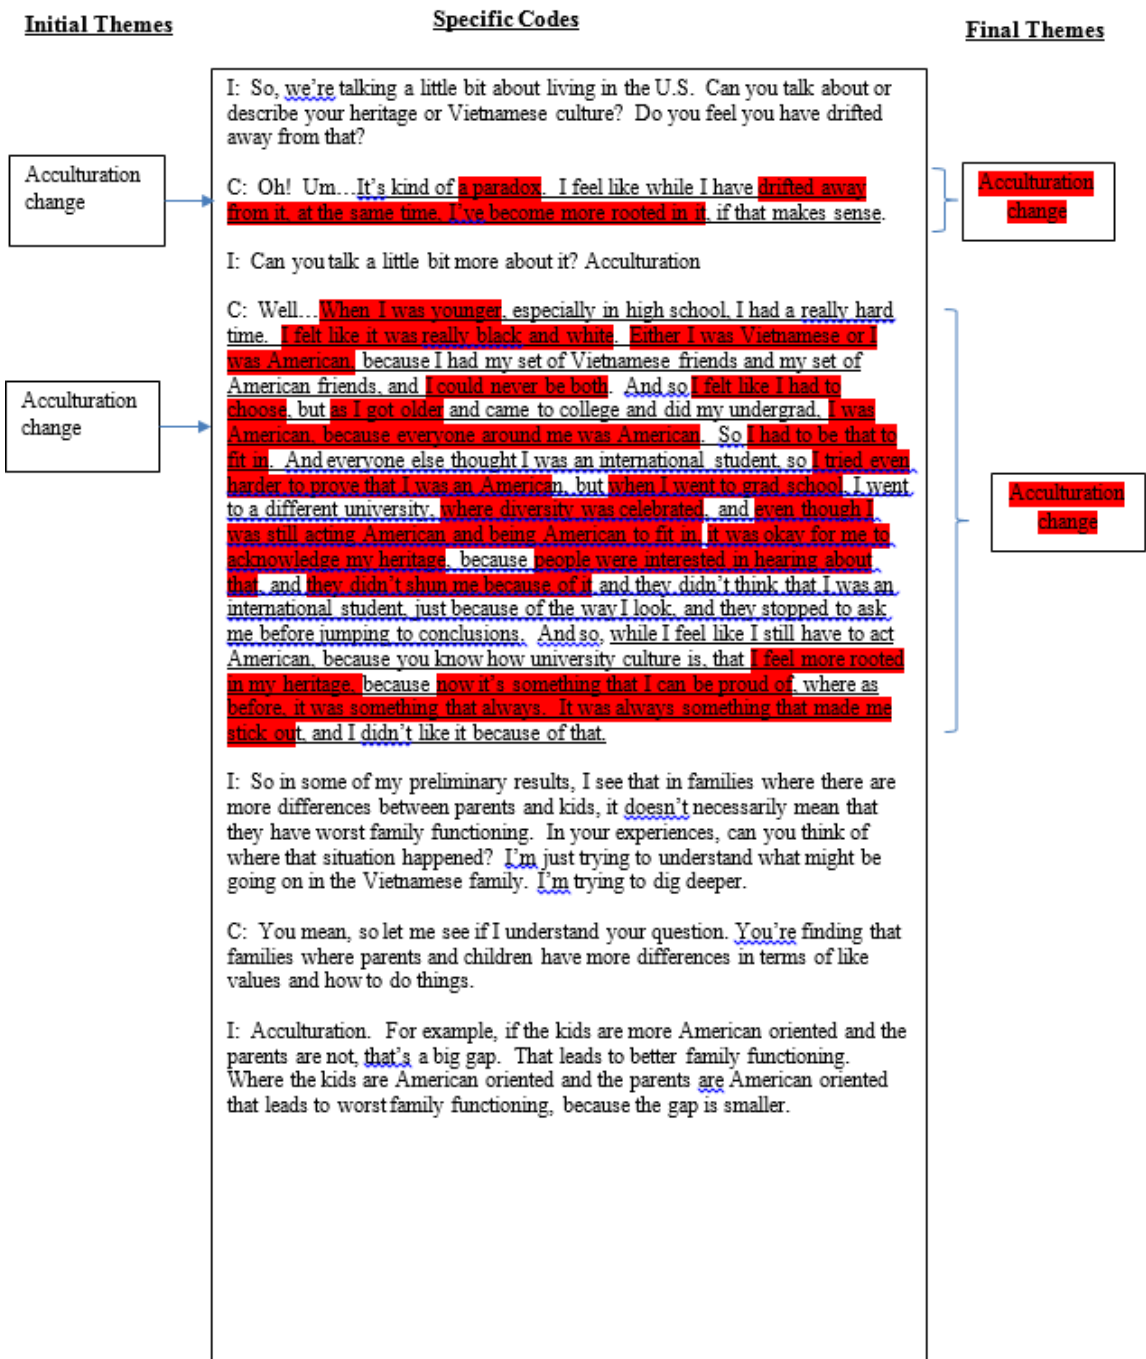 Initial Themes
Specific Codes
Final Themes
I: So, we're talking a little bit about living in the U.S. Can you talk about or
describe your heritage or Vietnamese culture? Do you feel you have drifted
away from that?
Acculturation
change
C: Oh! Um…It's kind of a paradox. I feel like while I have drifted away
from it, at the same time, I've become more rooted in it, if that makes sense.
Acculturation
change
I: Can you talk a little bit more about it? Acculturation
C: Well…When I was younger, especially in high school, I had a really hard
time. I felt like it was really black and white. Either I was Vietnamese or I
was American, because I had my set of Vietnamese friends and my set of
American friends, and I could never be both. And so I felt like I had to
choose, but as I got older and came to college and did my undergrad, I was
American, because everyone around me was American. So I had to be that to
fit in. And everyone else thought I was an international student, so I tried even
harder to prove that I was an American, but when I went to grad school, I went
to a different university, where diversity was celebrated, and even though I
was still acting American and being American to fit in, it was okay for me to
acknowledge my heritage, because people were interested in hearing about
that, and they didn't shun me because of it and they didn't think that I was an
international student, just because of the way I look, and they stopped to ask
me before jumping to conclusions. And so, while I feel like I still have to act
American, because you know how university culture is, that I feel more rooted
in my heritage, because now it's something that I can be proud of, where as
before, it was something that always. It was always something that made me
stick out, and I didn't like it because of that.
Acculturation
change
Acculturation
change
I: So in some of my preliminary results, I see that in families where there are
more differences between parents and kids, it doesn't necessarily mean that
they have worst family functioning. In your experiences, can you think of
where that situation happened? I'm just trying to understand what might be
going on in the Vietnamese family. I'm trying to dig deeper.
C: You mean, so let me see if I understand your question. You're finding that
families where parents and children have more differences in terms of like
values and how to do things.
I: Acculturation. For example, if the kids are more American oriented and the
parents are not, that's a big gap. That leads to better family functioning.
Where the kids are American oriented and the parents are American oriented
that leads to worst family functioning, because the gap is smaller.